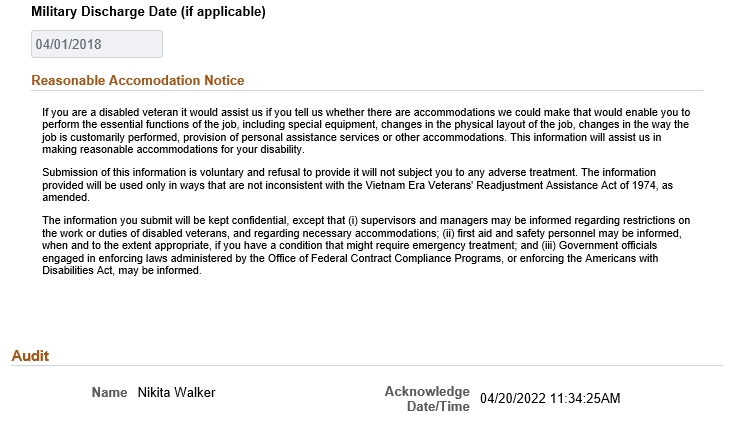 Military Discharge Date (if applicable)
04/01/2018
Reasonable Accomodation Notice
If you are a disabled veteran it would assist us if you tell us whether there are accommodations we could make that would enable you to
perform the essential functions of the job, including special equipment, changes in the physical layout of the job, changes in the way the
job is customarily performed, provision of personal assistance services or other accommodations. This information will assist us in
making reasonable accommodations for your disability.
Submission of this information is voluntary and refusal to provide it will not subject you to any adverse treatment. The information
provided will be used only in ways that are not inconsistent with the Vietnam Era Veterans' Readjustment Assistance Act of 1974, as
amended.
The information you submit will be kept confidential, except that (i) supervisors and managers may be informed regarding restrictions on
the work or duties of disabled veterans, and regarding necessary accommodations; (ii) first aid and safety personnel may be informed,
when and to the extent appropriate, if you have a condition that might require emergency treatment; and (iii) Government officials
engaged in enforcing laws administered by the Office of Federal Contract Compliance Programs, or enforcing the Americans with
Disabilities Act, may be informed.
Audit
Name Nikita Walker
Acknowledge
Date/Time 04/20/2022 11:34:25AM